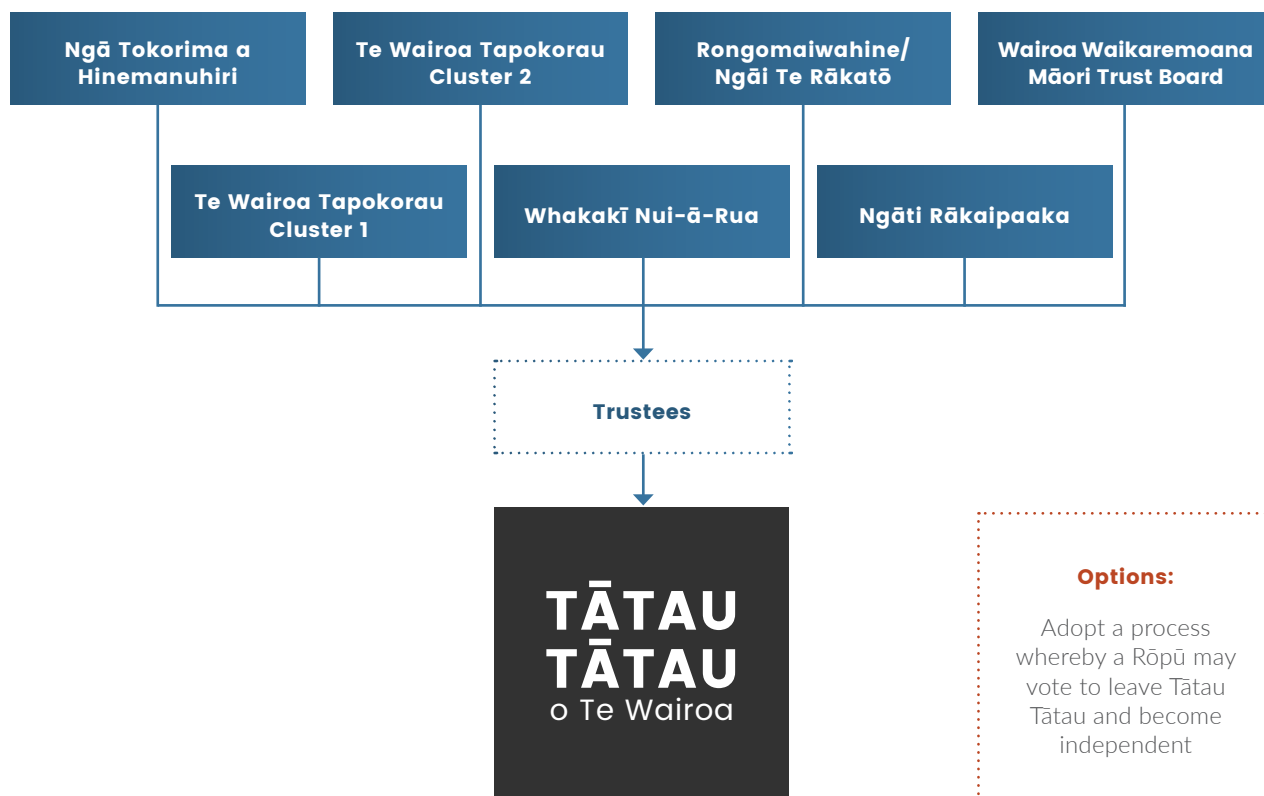 Ngā Tokorima a
Hinemanuhiri
Te Wairoa Tapokorau
Cluster 2
Rongomaiwahine/
Ngāi Te Rākatō
Wairoa Waikaremoana
Māori Trust Board
Te Wairoa Tapokorau
Cluster 1
Whakakī Nui-ā-Rua
Ngāti Rākaipaaka
Trustees
TĀTAU
TĀTAU
o Te Wairoa
Options:
Adopt a process
whereby a Rōpū may
vote to leave Tātau
Tātau and become
independent